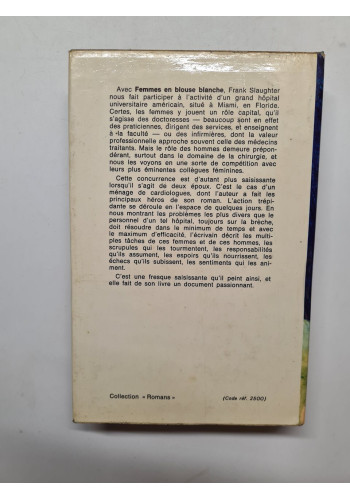 Avec Femmes en blouse blanche, Frank Slaughter
nous fait participer à l'activité d'un grand hôpital
universitaire américain, situé à Miami, en Floride.
Certes, les femmes y jouent un rôle capital, qu'il
s'agisse des doctoresses — beaucoup sont en effet
des praticiennes, dirigent des services, et enseignent
à la faculté — ou des infirmières, dont la valeur
professionnelle approche souvent celle des médecins
traitants. Mais le rôle des hommes demeure prépon-
dérant, surtout dans le domaine de la chirurgie, et
nous les voyons en une sorte de compétition avec
leurs plus éminentes collègues féminines.
Cette concurrence est d'autant plus saisissante
lorsqu'il s'agit de deux époux. C'est le cas d'un
ménage de cardiologues, dont l'auteur a fait les
principaux héros de son roman. L'action trépi-
dante se déroule en l'espace de quelques jours. En
nous montrant les problèmes les plus divers que le
personnel d'un tel hôpital, toujours sur la brèche,
doit résoudre dans le minimum de temps et avec
le maximum d'efficacité, l'écrivain décrit les multi-
ples tâches de ces femmes et de ces hommes, les
scrupules qui les tourmentent, les responsabilités
qu'ils assument, les espoirs qu'ils nourrissent, les
échecs qu'ils subissent, les sentiments qui les ani-
ment.
C'est une fresque saisissante qu'il peint ainsi, et
elle fait de son livre un document passionnant.
Collection « Romans » (Code réf. 2500)